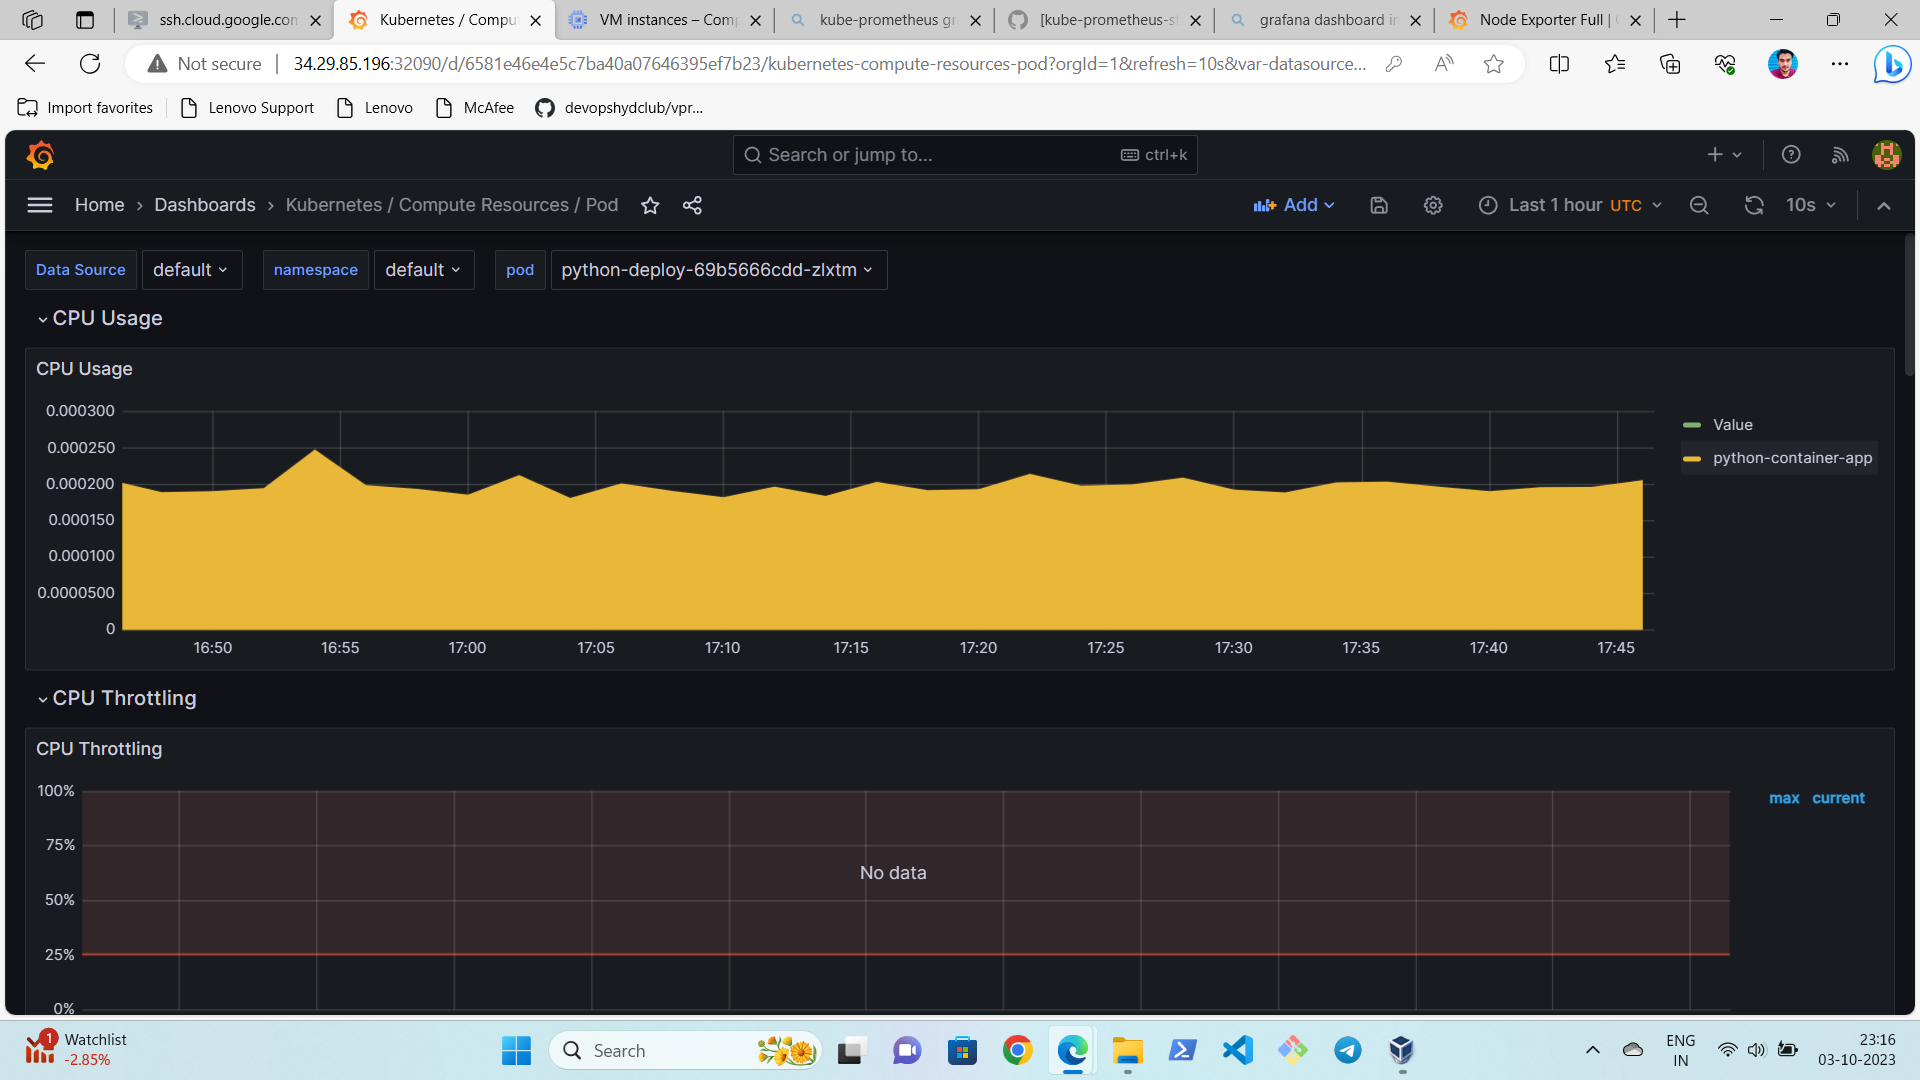 ssh.cloud.google.con
Kubernetes / Comput
VM instances – Comp
kube-prometheus gr
[kube-prometheus-st
grafana dashboard in
Node Exporter Full |
Not secure
34.29.85.196:32090/d/6581e46e4e5c7ba40a07646395ef7b23/kubernetes-compute-resources-pod?orgId=1&refresh=10s&var-datasource...
Import favorites
Lenovo Support
Lenovo
McAfee
devopshydclub/vpr...
Search or jump to...
ctrl+k
Home › Dashboards › Kubernetes / Compute Resources / Pod
Add
Last 1 hour UTC
10s
Data Source default
namespace default
pod python-deploy-69b5666cdd-zlxtm
CPU Usage
CPU Usage
0.000300
0.000250
0.000200
0.000150
0.000100
0.0000500
0
16:50 16:55 17:00 17:05 17:10 17:15 17:20 17:25 17:30 17:35 17:40 17:45
Value
python-container-app
CPU Throttling
CPU Throttling
100%
75%
50%
25%
0%
No data
max current
1
Watchlist
-2.85%
Search
ENG
IN
23:16
03-10-2023